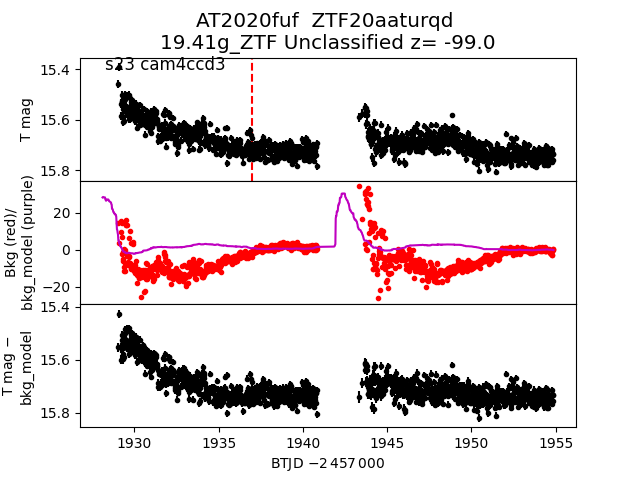 AT2020fuf  ZTF20aaturqd
19.41g_ZTF Unclassified z= -99.0
s23 cam4ccd3
15.4
15.6
15.8
T mag
20
0
−20
Bkg (red)/
bkg_model (purple)
15.4
15.6
15.8
T mag −
bkg_model
1930
1935
1940
1945
1950
1955
BTJD −2 457 000